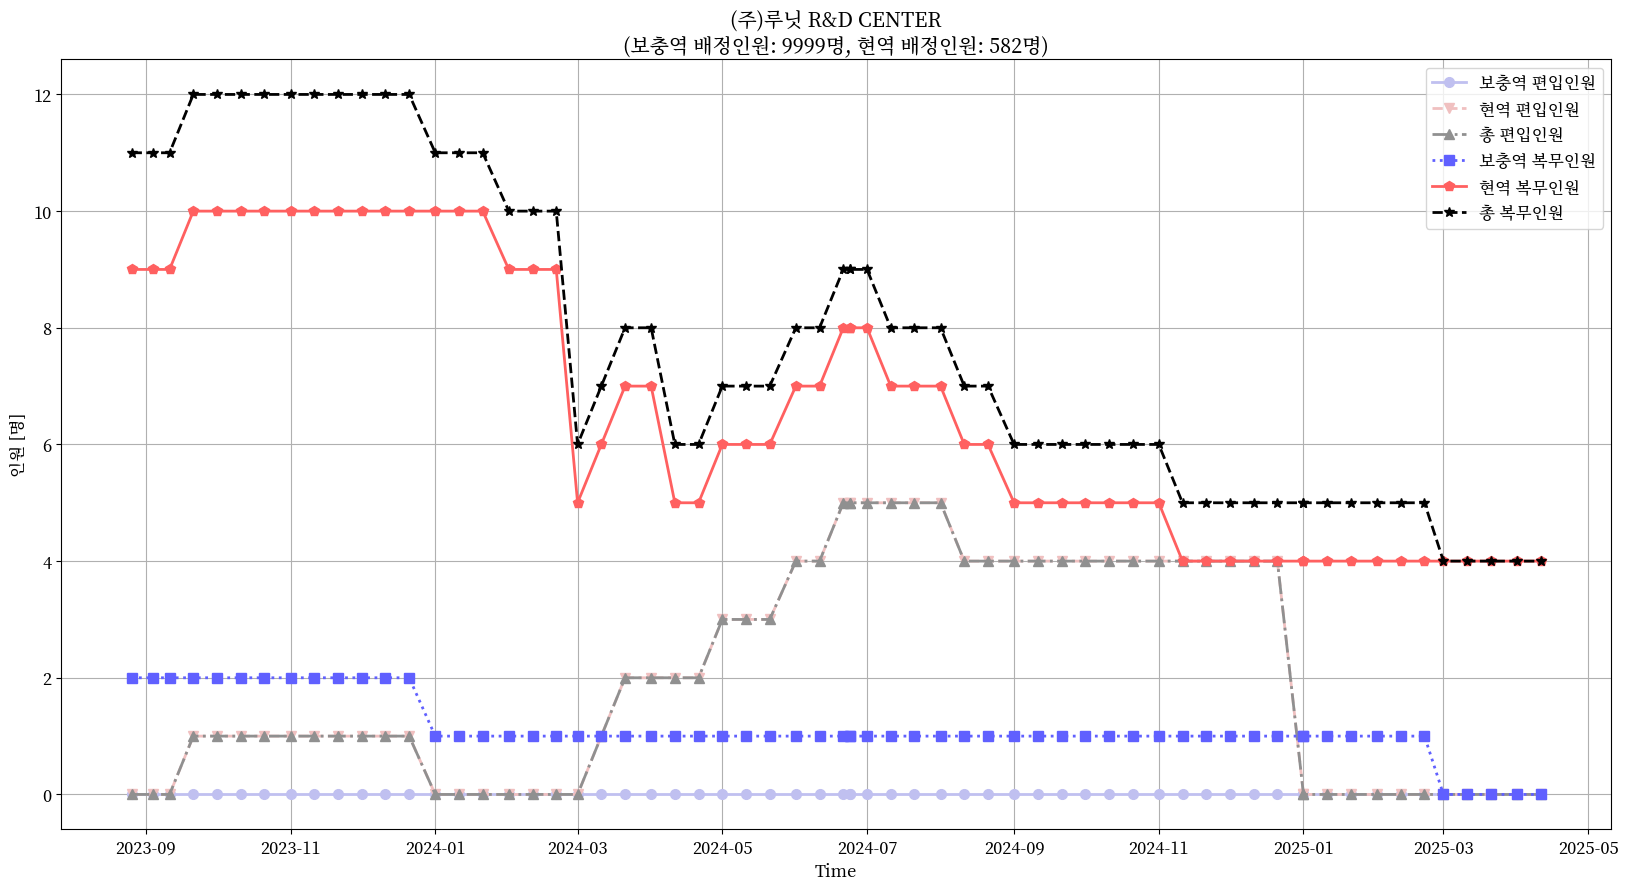 (주)루닛 R&D CENTER
(보충역 배정인원: 9999명, 현역 배정인원: 582명)
보충역 편입인원
현역 편입인원
총 편입인원
보충역 복무인원
현역 복무인원
총 복무인원
인원 [명]
12
10
8
6
4
2
0
2023-09
2023-11
2024-01
2024-03
2024-05
2024-07
2024-09
2024-11
2025-01
2025-03
2025-05
Time